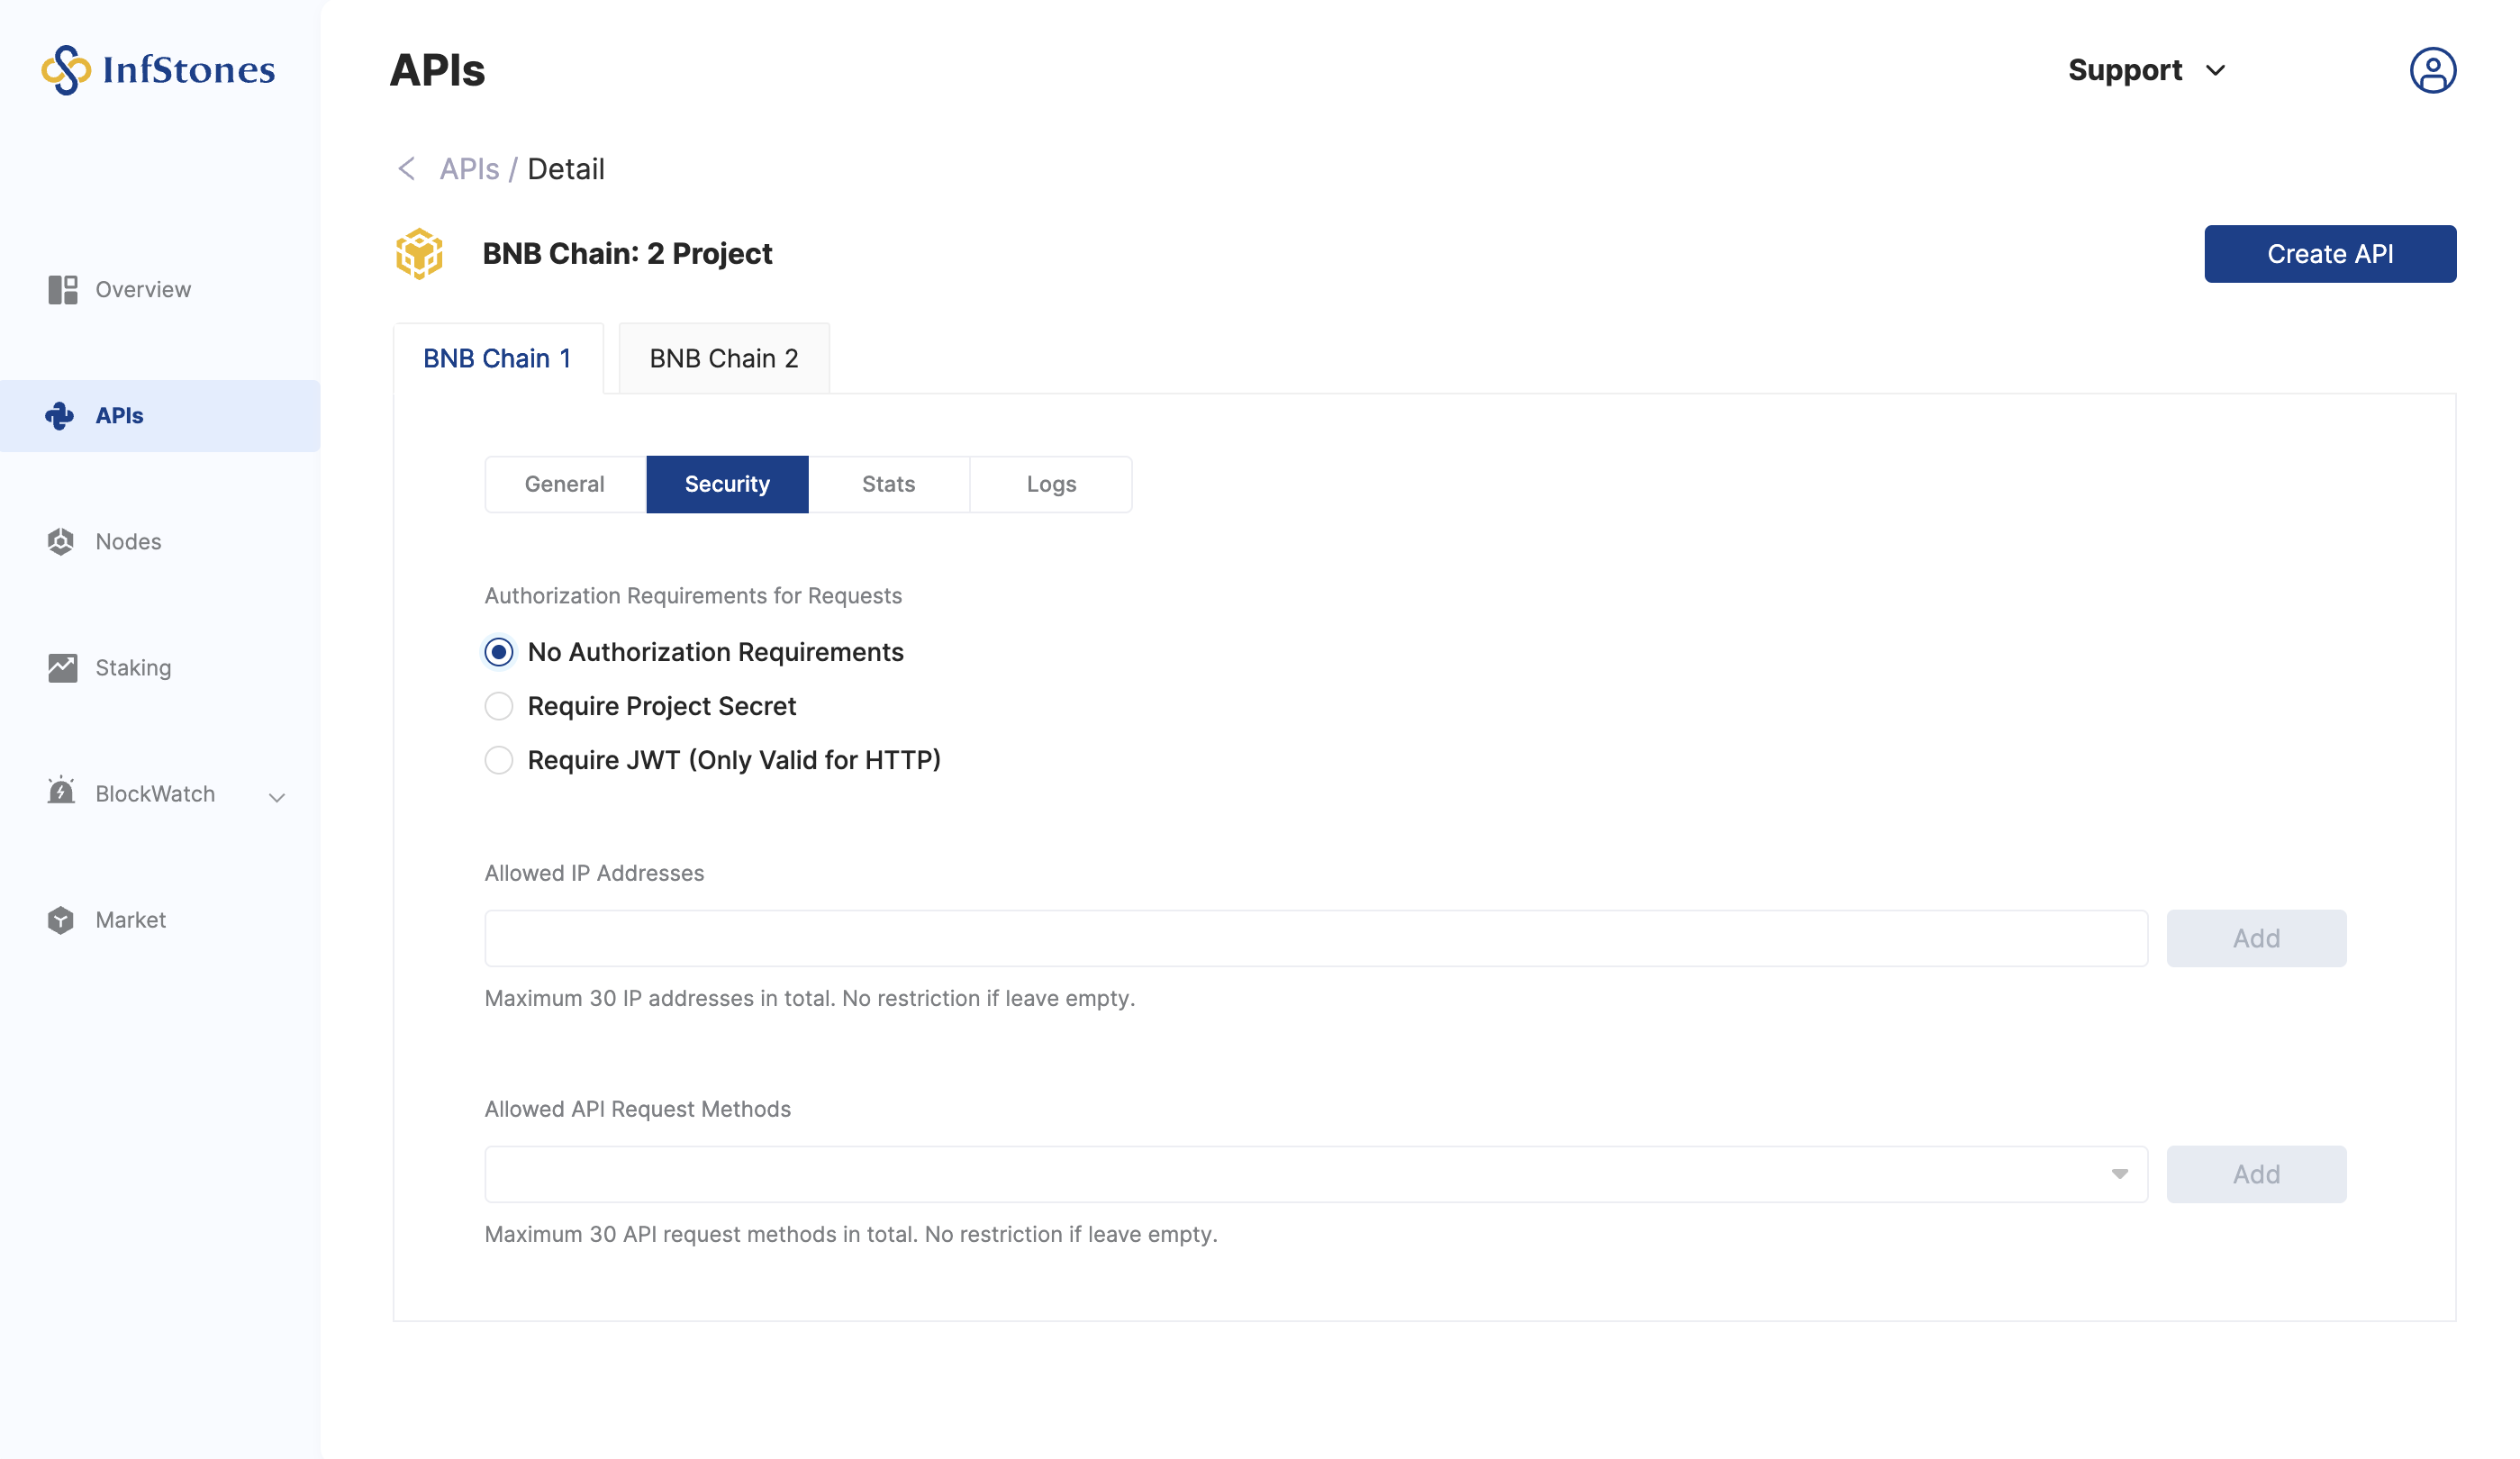 InfStones
APIs
Support
APIs / Detail
BNB Chain: 2 Project
Create API
Overview
APIs
Nodes
Staking
BlockWatch
Market
BNB Chain 1
BNB Chain 2
General
Security
Stats
Logs
Authorization Requirements for Requests
No Authorization Requirements
Require Project Secret
Require JWT (Only Valid for HTTP)
Allowed IP Addresses
Add
Maximum 30 IP addresses in total. No restriction if leave empty.
Allowed API Request Methods
Add
Maximum 30 API request methods in total. No restriction if leave empty.